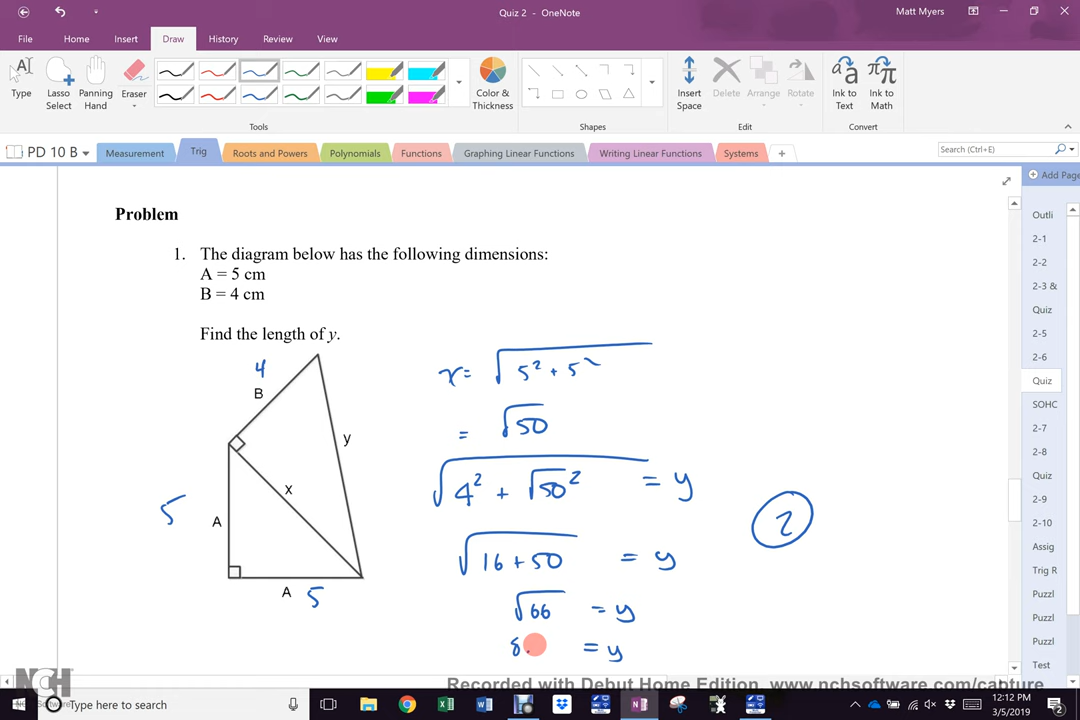 Quiz 2 - OneNote
Matt Myers
File Home Insert Draw History Review View
Type
Lasso Select
Panning Hand
Eraser
Color & Thickness
Insert Space
Delete
Arrange
Rotate
Ink to Text
Ink to Math
Tools
Shapes
Edit
Convert
PD 10 B
Measurement
Trig
Roots and Powers
Polynomials
Functions
Graphing Linear Functions
Writing Linear Functions
Systems
Search (Ctrl+E)
Add Page
Outli
2-1
2-2
2-3 &
Quiz
2-5
2-6
Quiz
SOHC
2-7
2-8
Quiz
2-9
2-10
Assig
Trig R
Puzzl
Puzzl
Puzzl
Test
Problem
1. The diagram below has the following dimensions:
A = 5 cm
B = 4 cm
Find the length of y.
4
B
y
x
5
A
A 5
x = √5² + 5²
= √50
√4² + √50² = y
√16 + 50 = y
√66 = y
8. = y
2
NCH
Software
Recorded with Debut Home Edition www.nchsoftware.com/capture
Type here to search
12:12 PM
3/5/2019
2